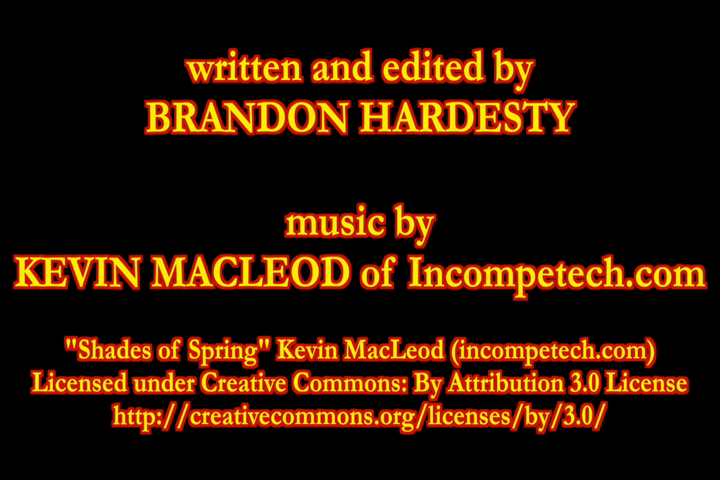 written and edited by
BRANDON HARDESTY
music by
KEVIN MACLEOD of Incompetech.com
"Shades of Spring" Kevin MacLeod (incompetech.com)
Licensed under Creative Commons: By Attribution 3.0 License
http://creativecommons.org/licenses/by/3.0/